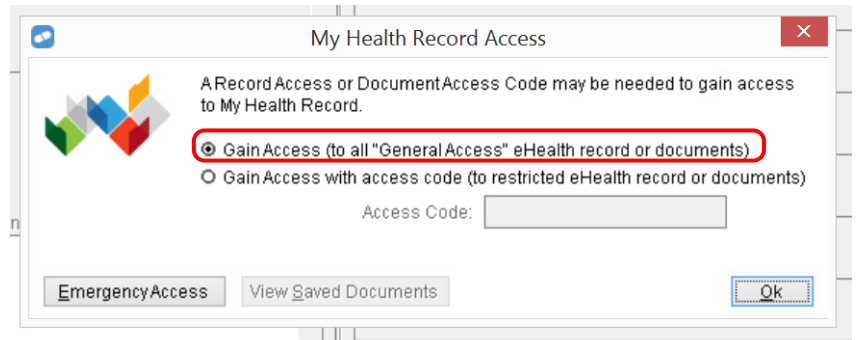 My Health Record Access
A Record Access or Document Access Code may be needed to gain access
to My Health Record.
Gain Access (to all "General Access" eHealth record or documents)
Gain Access with access code (to restricted eHealth record or documents)
Access Code:
Emergency Access
View Saved Documents
Ok
n